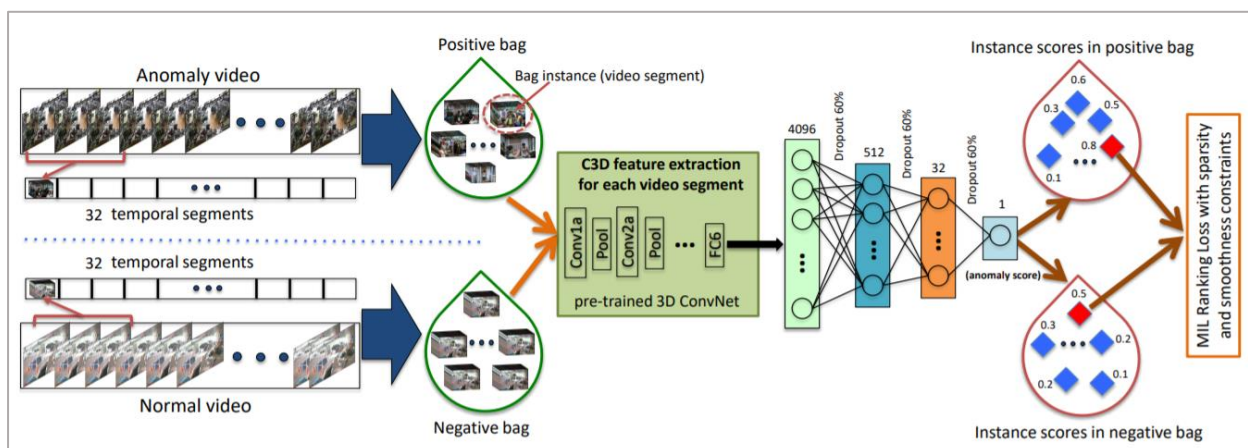 Anomaly video
32 temporal segments
32 temporal segments
Normal video
Positive bag
Bag instance (video segment)
Negative bag
C3D feature extraction
for each video segment
Conv1a
Pool
Conv2a
Pool
FC6
pre-trained 3D ConvNet
4096
Dropout 60%
512
Dropout 60%
32
Dropout 60%
1
(anomaly score)
Instance scores in positive bag
0.6
0.3
0.5
0.8
0.1
0.5
0.3
0.2
0.2
0.1
Instance scores in negative bag
MIL Ranking Loss with sparsity
and smoothness constraints